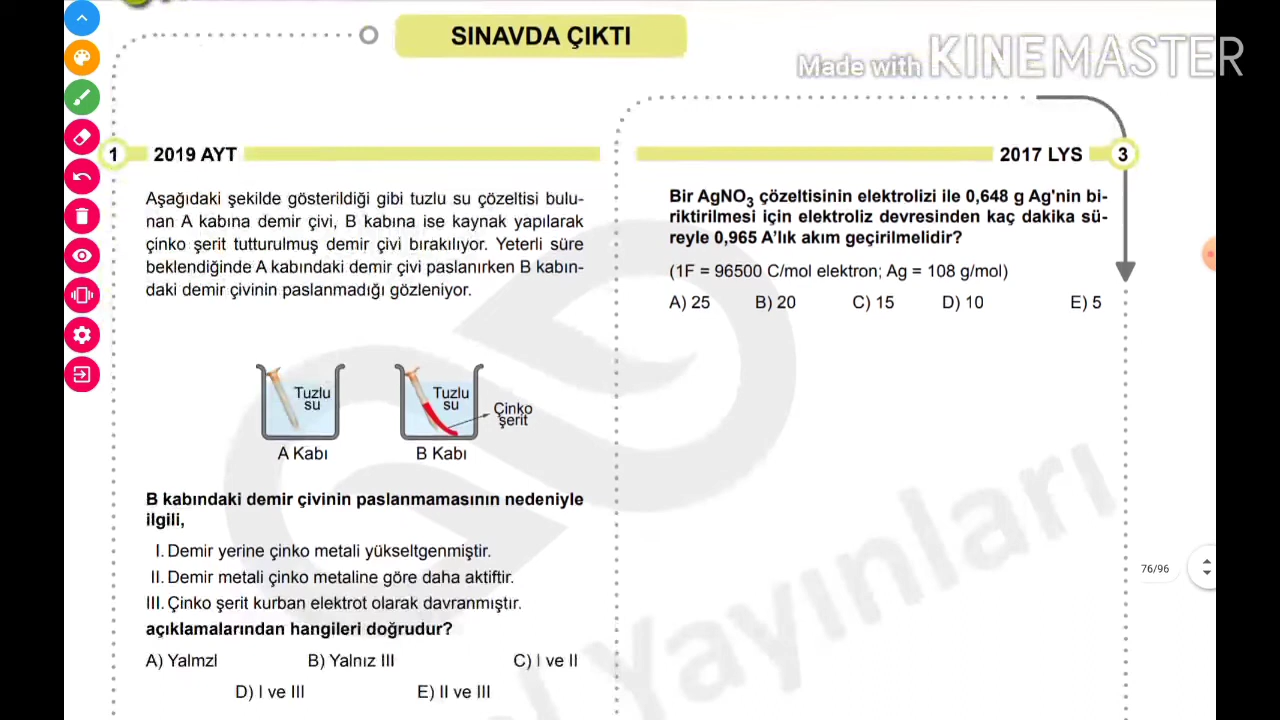 SINAVDA ÇIKTI
Made with KINEMASTER
1
2019 AYT
Aşağıdaki şekilde gösterildiği gibi tuzlu su çözeltisi bulu-
nan A kabına demir çivi, B kabına ise kaynak yapılarak
çinko şerit tutturulmuş demir çivi bırakılıyor. Yeterli süre
beklendiğinde A kabındaki demir çivi paslanırken B kabın-
daki demir çivinin paslanmadığı gözleniyor.
Tuzlu
su
A Kabı
Tuzlu
su
Çinko
şerit
B Kabı
B kabındaki demir çivinin paslanmamasının nedeniyle
ilgili,
I. Demir yerine çinko metali yükseltgenmiştir.
II. Demir metali çinko metaline göre daha aktiftir.
III. Çinko şerit kurban elektrot olarak davranmıştır.
açıklamalarından hangileri doğrudur?
A) Yalmzl B) Yalnız III C) I ve II
D) I ve III E) II ve III
2017 LYS
3
Bir AgNO₃ çözeltisinin elektrolizi ile 0,648 g Ag'nin bi-
riktirilmesi için elektroliz devresinden kaç dakika sü-
reyle 0,965 A'lık akım geçirilmelidir?
(1F = 96500 C/mol elektron; Ag = 108 g/mol)
A) 25 B) 20 C) 15 D) 10 E) 5
76/96
Yayınları